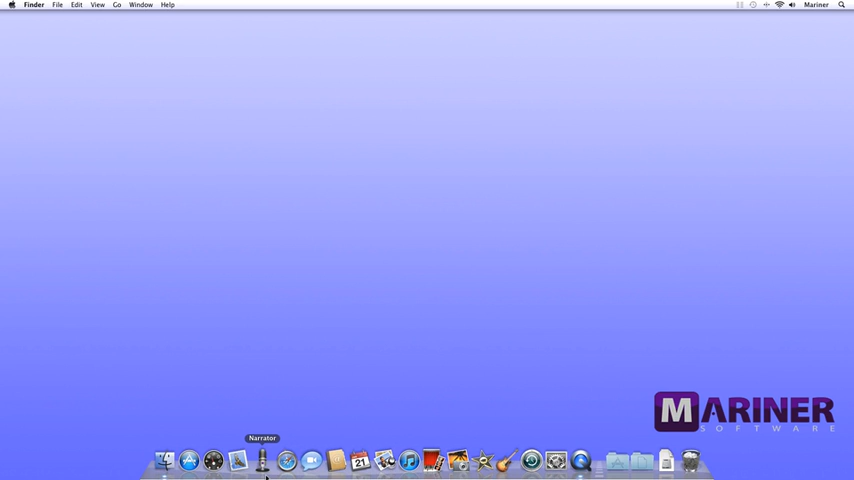 Finder File Edit View Go Window Help Mariner
MARINER
SOFTWARE
Narrator
21